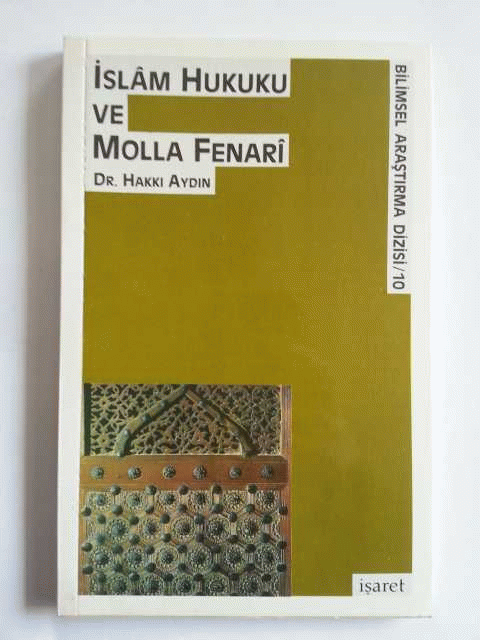 İSLÂM HUKUKU
VE
MOLLA FENARÎ
DR. HAKKI AYDIN
BİLİMSEL ARAŞTIRMA DİZİSİ/10
işaret